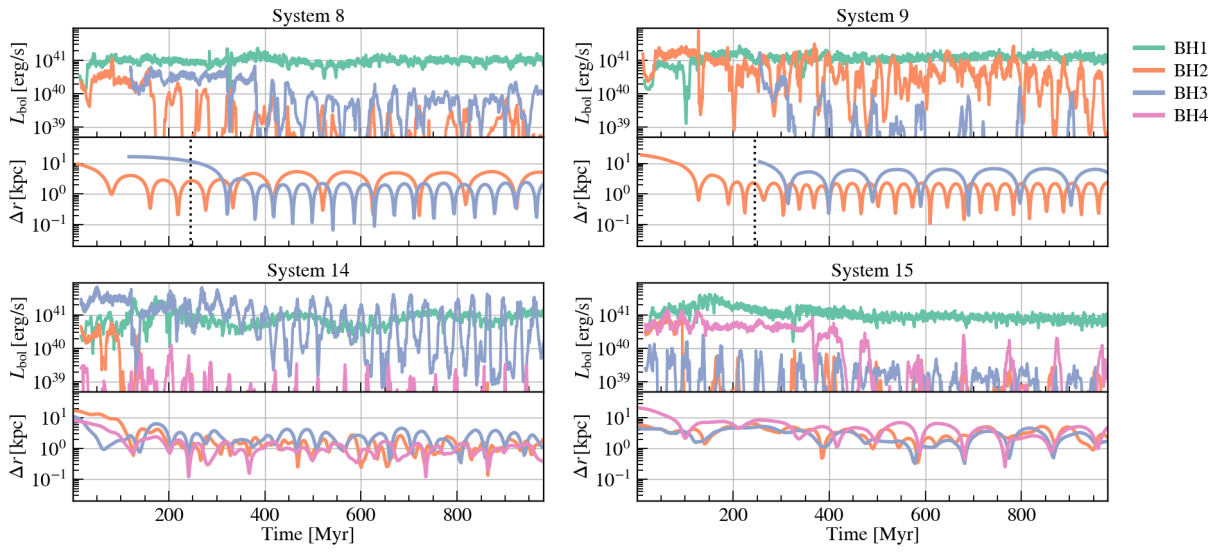 System 8
System 9
L_bol [erg/s]
10^41
10^40
10^39
L_bol [erg/s]
10^41
10^40
10^39
BH1
BH2
BH3
BH4
Δr [kpc]
10^1
10^0
10^−1
Δr [kpc]
10^1
10^0
10^−1
System 14
System 15
L_bol [erg/s]
10^41
10^40
10^39
L_bol [erg/s]
10^41
10^40
10^39
Δr [kpc]
10^1
10^0
10^−1
Δr [kpc]
10^1
10^0
10^−1
200 400 600 800
200 400 600 800
Time [Myr]
Time [Myr]